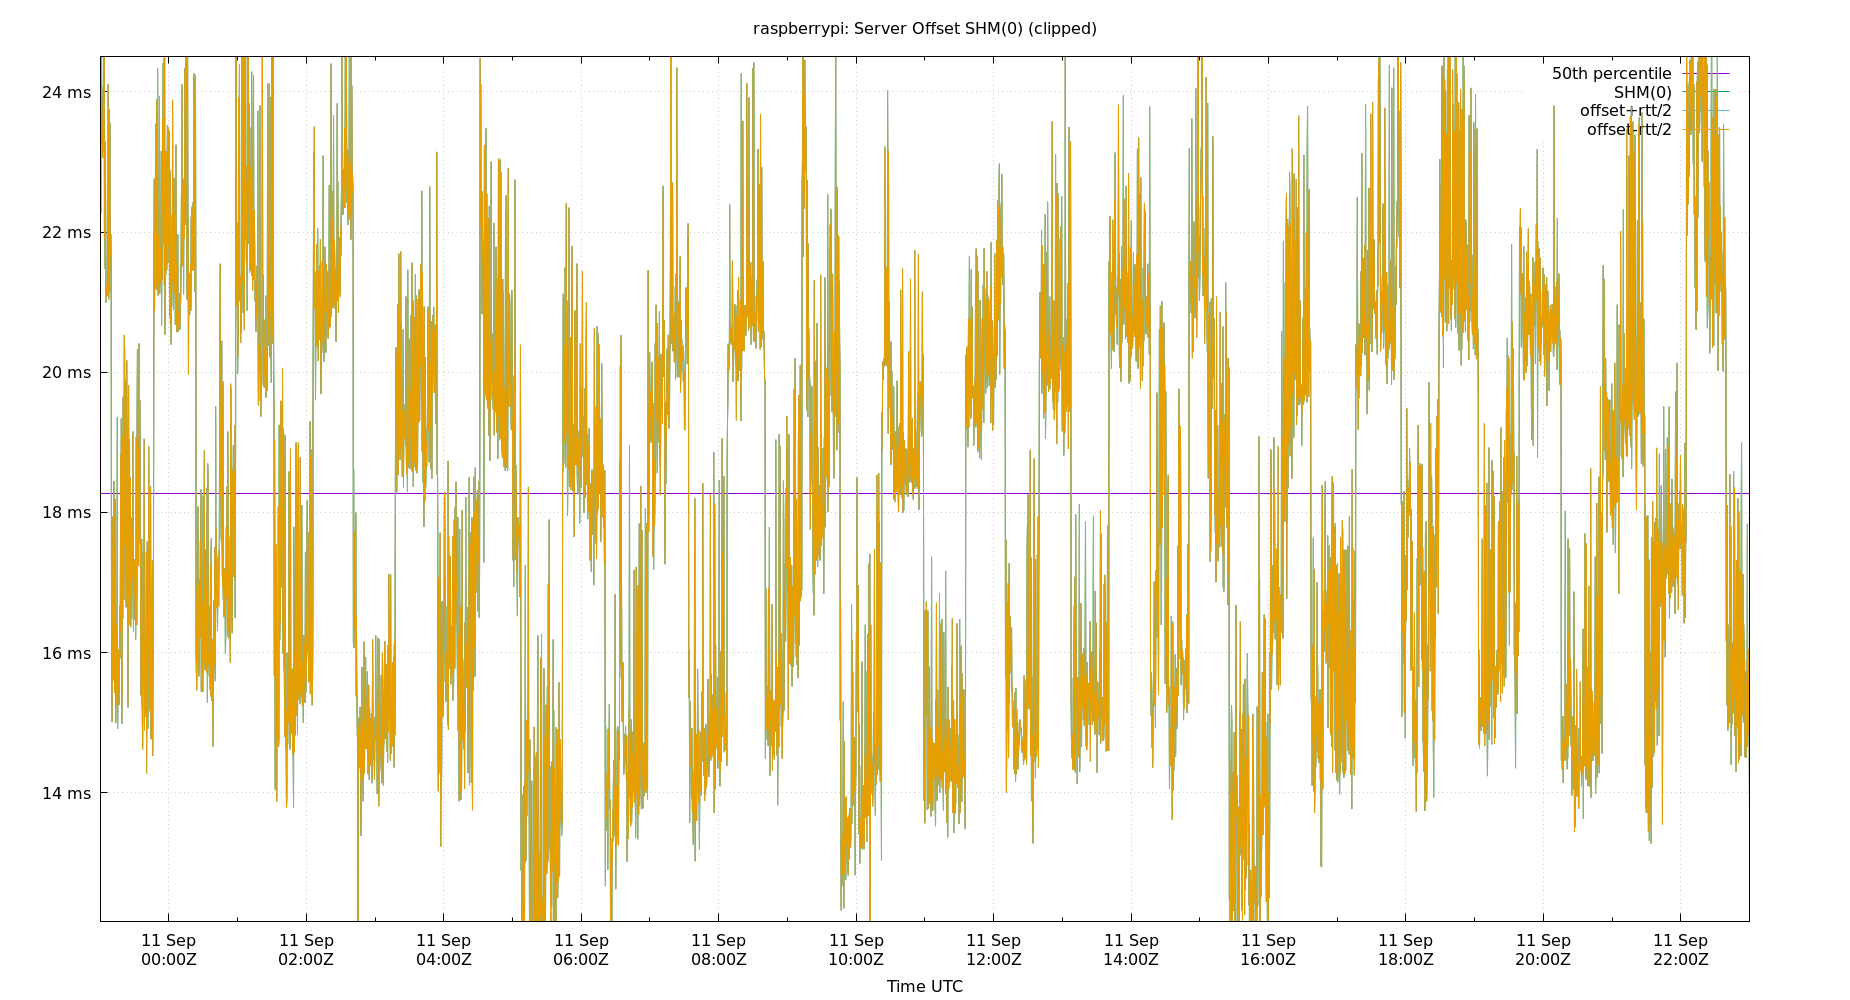 raspberrypi: Server Offset SHM(0) (clipped)
50th percentile
SHM(0)
offset+rtt/2
offset-rtt/2
24 ms
22 ms
20 ms
18 ms
16 ms
14 ms
11 Sep 11 Sep 11 Sep 11 Sep 11 Sep 11 Sep 11 Sep 11 Sep 11 Sep 11 Sep 11 Sep 11 Sep
00:00Z 02:00Z 04:00Z 06:00Z 08:00Z 10:00Z 12:00Z 14:00Z 16:00Z 18:00Z 20:00Z 22:00Z
Time UTC